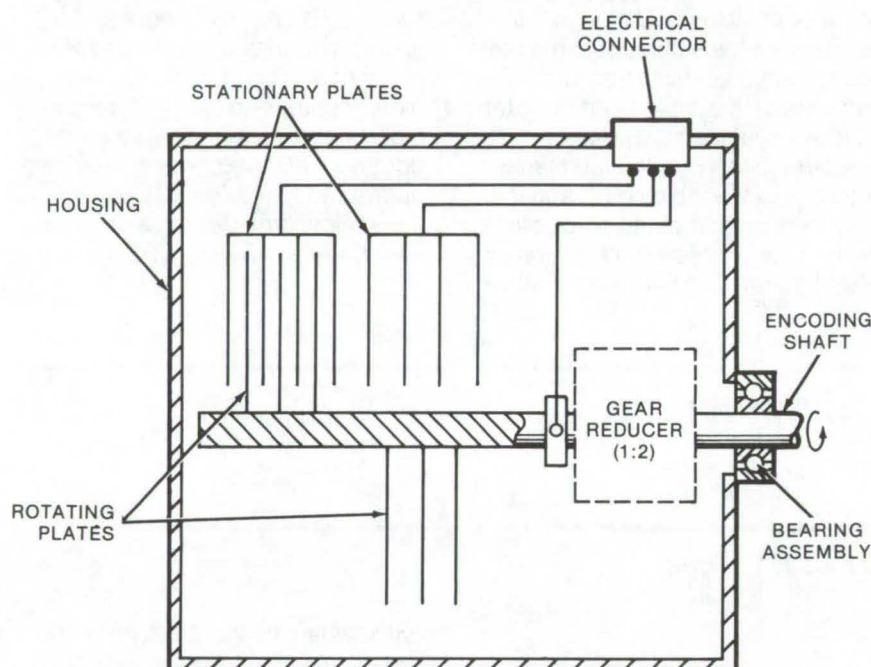 ELECTRICAL
CONNECTOR
STATIONARY PLATES
HOUSING
ENCODING
SHAFT
GEAR
REDUCER
(1:2)
ROTATING
PLATES
BEARING
ASSEMBLY